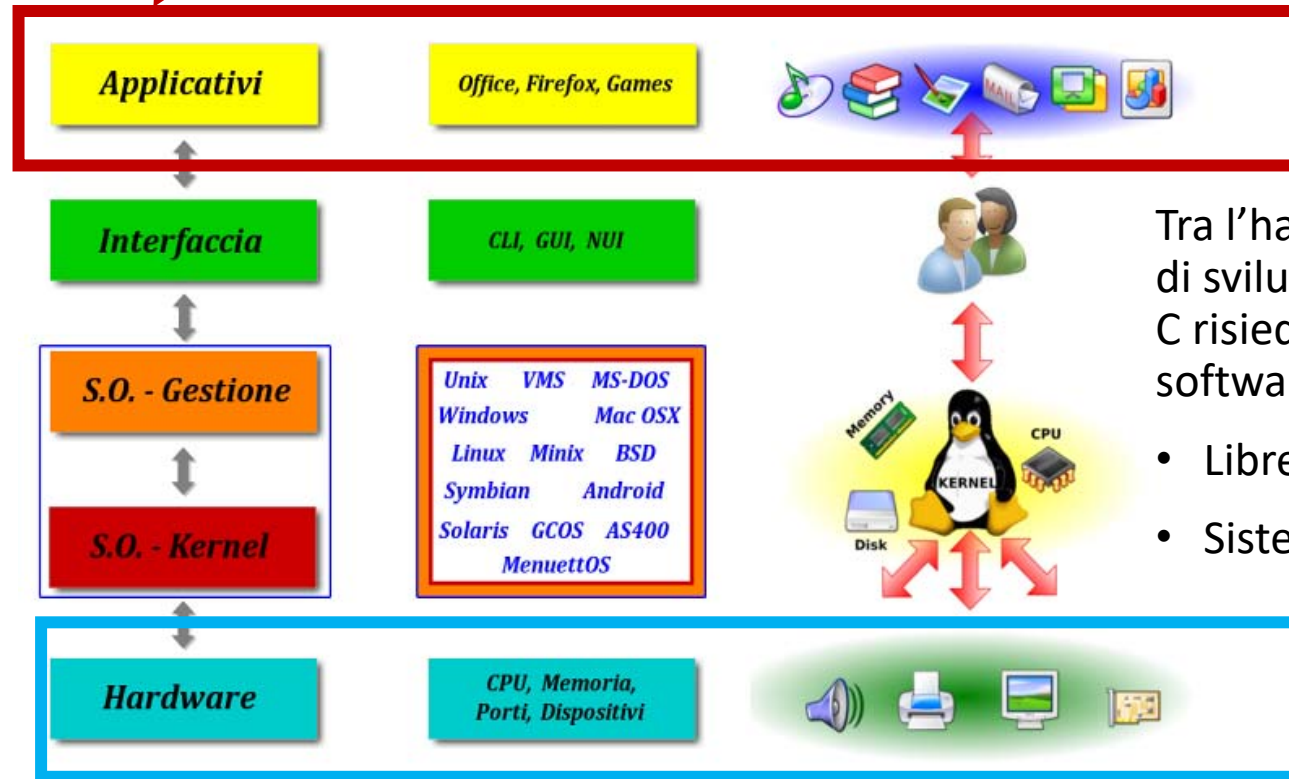 Applicativi
Office, Firefox, Games
MAIL
Interfaccia
CLI, GUI, NUI
Tra l'ha
di svilu
C risied
softwa
• Libre
• Siste
S.O. - Gestione
S.O. - Kernel
Unix VMS MS-DOS
Windows Mac OSX
Linux Minix BSD
Symbian Android
Solaris GCOS AS400
MenuettOS
Memory
CPU
KERNEL
Disk
Hardware
CPU, Memoria,
Porti, Dispositivi